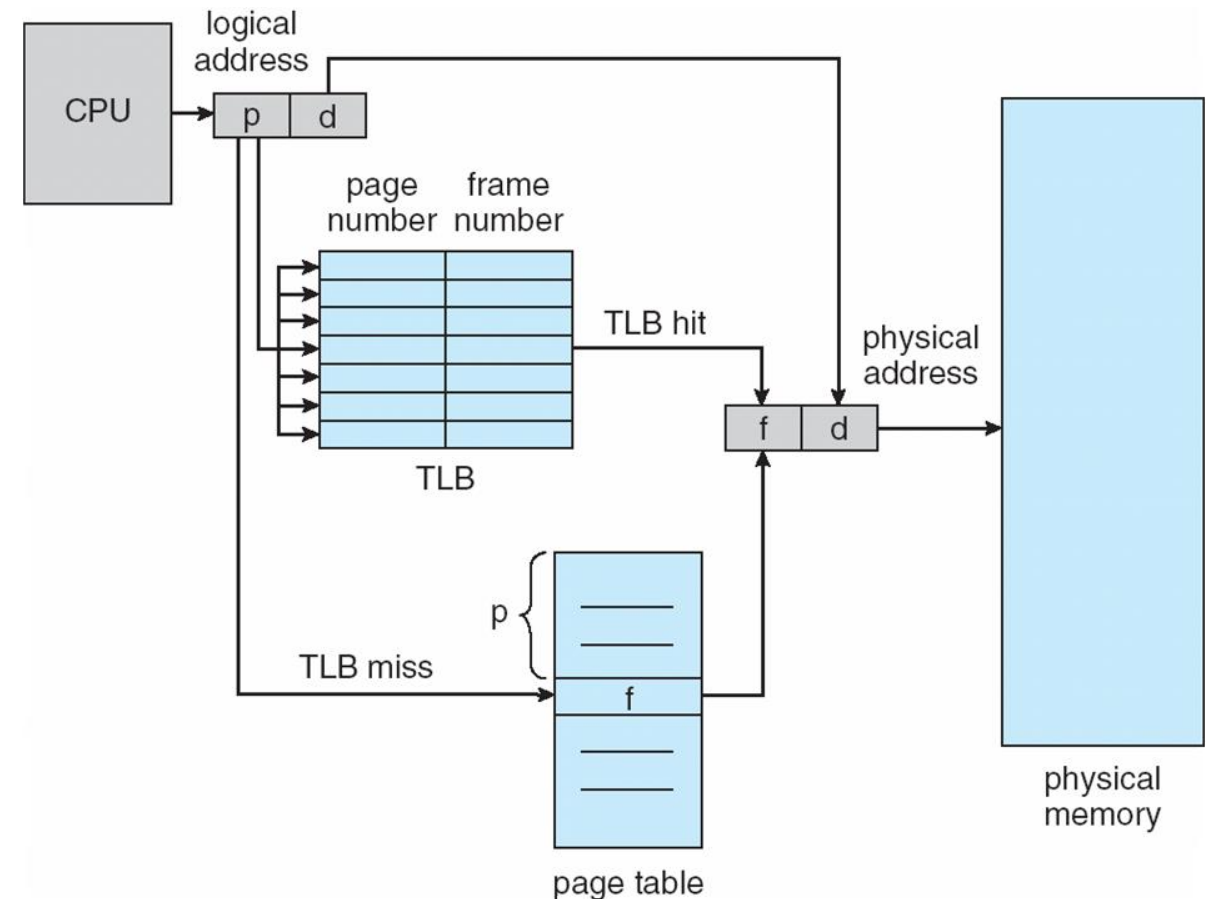 logical
address
CPU
p
d
page
number
frame
number
TLB hit
TLB
physical
address
f
d
p
TLB miss
f
page table
physical
memory